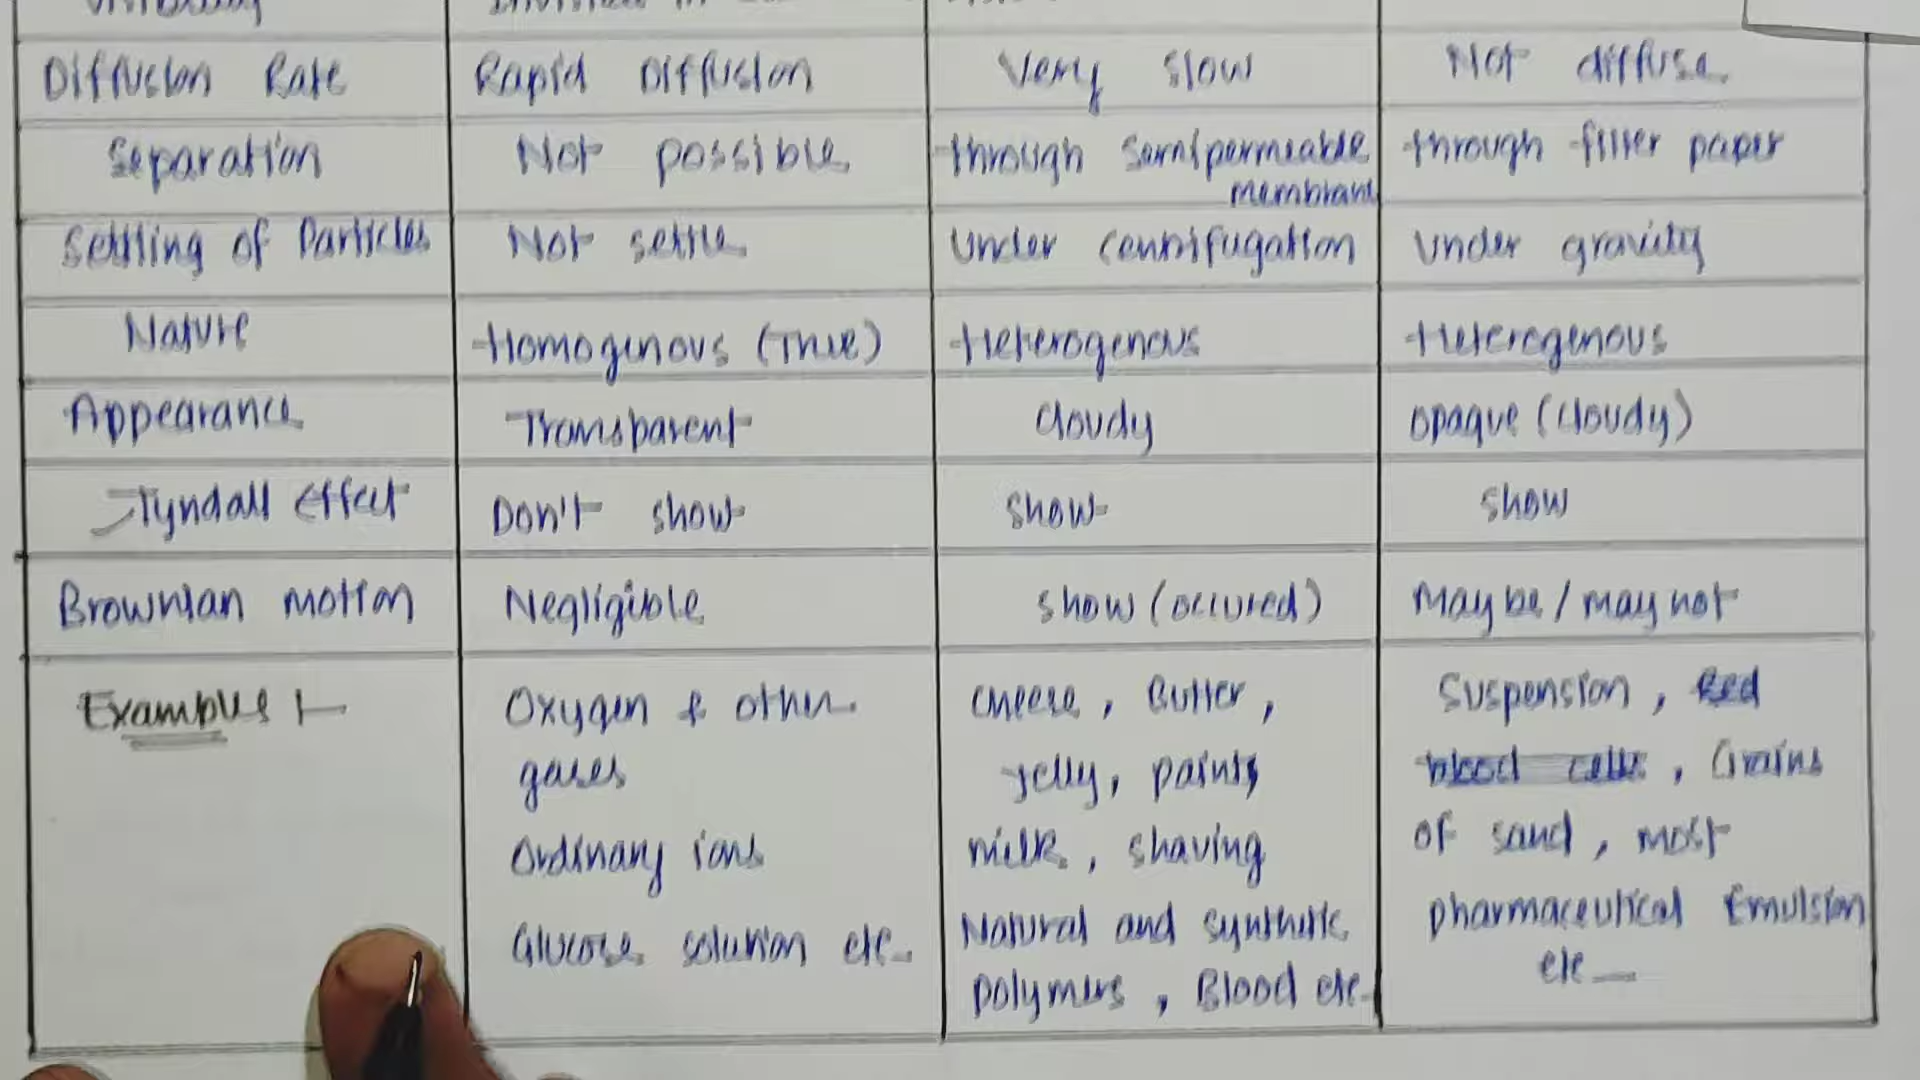 Diffusion Rate Rapid Diffusion Very slow Not diffuse
Separation Not possible through semipermeable membrane through filter paper
Settling of Particles Not settle Under Centrifugation Under gravity
Nature Homogenous (True) Heterogenous Heterogenous
Appearance Transparent cloudy opaque (cloudy)
Tyndall Effect Don't show show show
Brownian motion Negligible show (occured) May be / may not
Examples :- Oxygen & other cheese, Butter, Suspension, Red
gases Jelly, paints blood cells, Grains
Ordinary ions milk, shaving of sand, most
Glucose solution etc. Natural and synthetic pharmaceutical Emulsion
polymers, Blood etc. etc